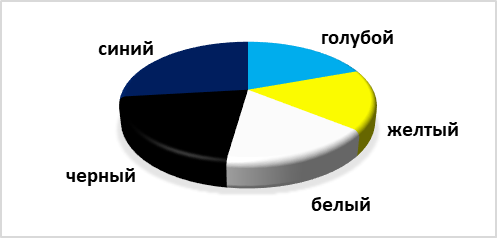 синий
голубой
желтый
черный
белый